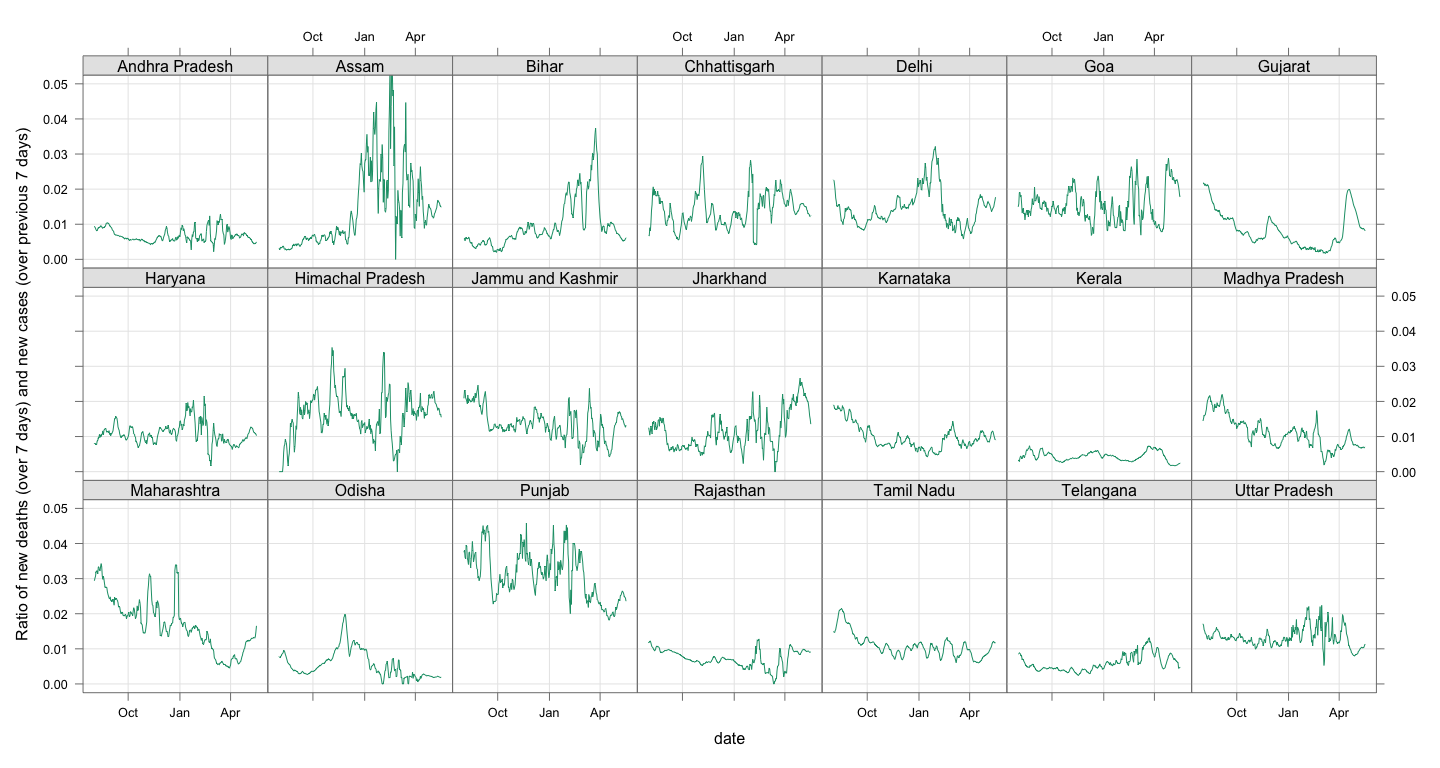 Oct Jan Apr Oct Jan Apr Oct Jan Apr
Andhra Pradesh Assam Bihar Chhattisgarh Delhi Goa Gujarat
0.05
0.04
0.03
0.02
0.01
0.00
Haryana Himachal Pradesh Jammu and Kashmir Jharkhand Karnataka Kerala Madhya Pradesh
0.05
0.04
0.03
0.02
0.01
0.00
Maharashtra Odisha Punjab Rajasthan Tamil Nadu Telangana Uttar Pradesh
0.05
0.04
0.03
0.02
0.01
0.00
Oct Jan Apr Oct Jan Apr Oct Jan Apr Oct Jan Apr
date
Ratio of new deaths (over 7 days) and new cases (over previous 7 days)